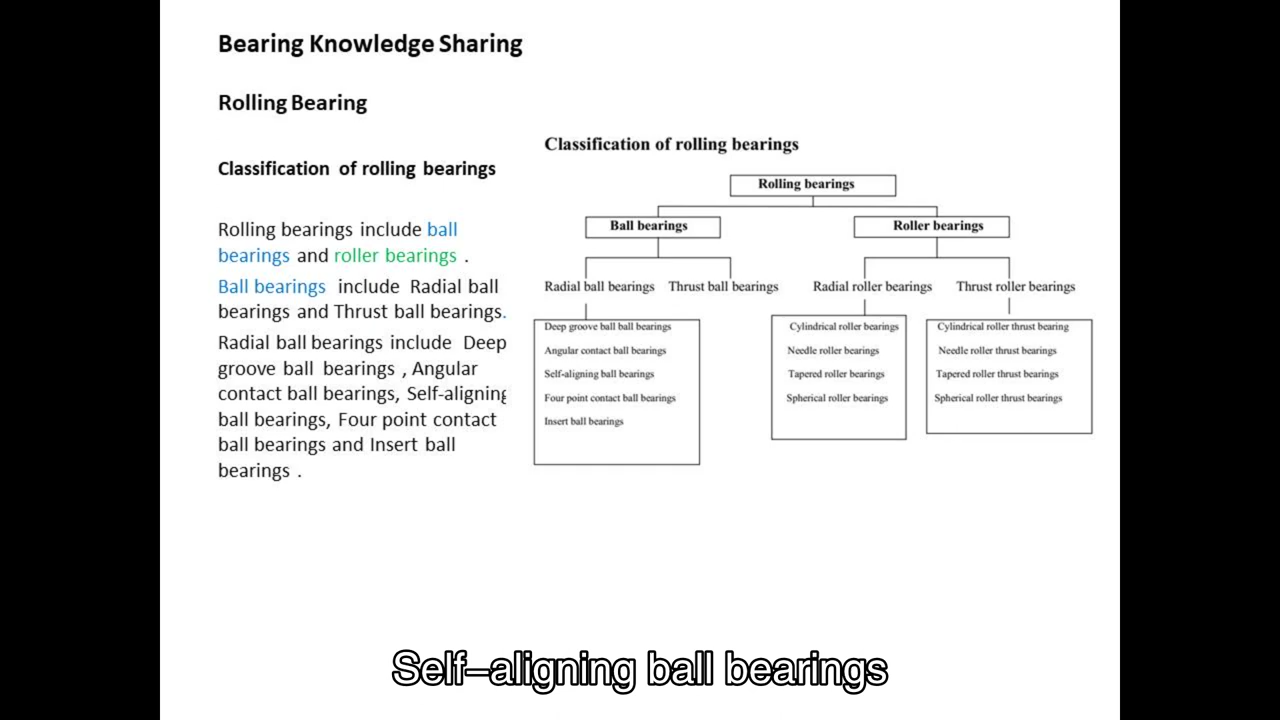 Bearing Knowledge Sharing
Rolling Bearing
Classification of rolling bearings
Rolling bearings include ball
bearings and roller bearings .
Ball bearings include Radial ball
bearings and Thrust ball bearings.
Radial ball bearings include Deep
groove ball bearings , Angular
contact ball bearings, Self-aligning
ball bearings, Four point contact
ball bearings and Insert ball
bearings .
Classification of rolling bearings
Rolling bearings
Ball bearings
Roller bearings
Radial ball bearings
Thrust ball bearings
Radial roller bearings
Thrust roller bearings
Deep groove ball ball bearings
Angular contact ball bearings
Self-aligning ball bearings
Four point contact ball bearings
Insert ball bearings
Cylindrical roller bearings
Needle roller bearings
Tapered roller bearings
Spherical roller bearings
Cylindrical roller thrust bearing
Needle roller thrust bearings
Tapered roller thrust bearings
Spherical roller thrust bearings
Self-aligning ball bearings